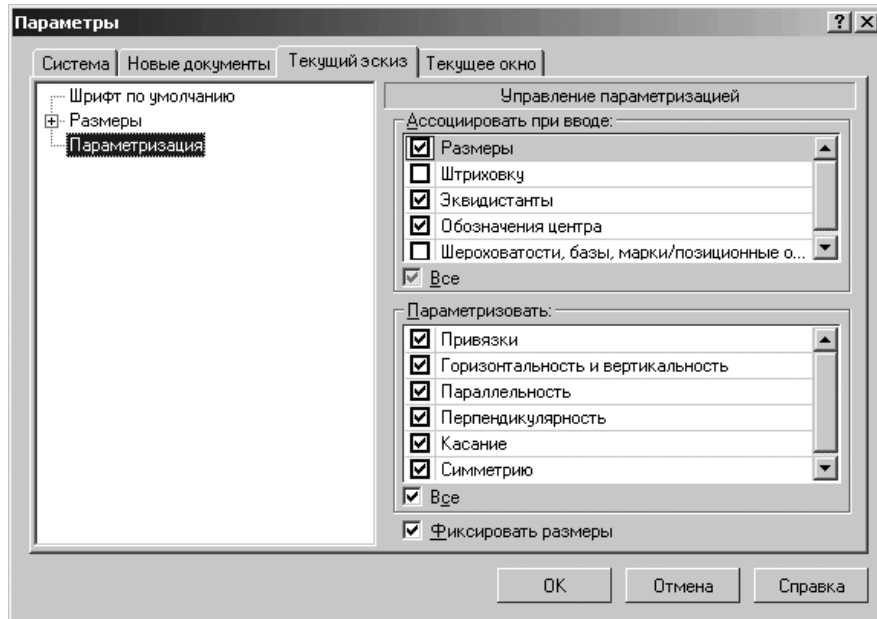 Параметры
Система Новые документы Текущий эскиз Текущее окно
Шрифт по умолчанию
Размеры
Параметризация
Управление параметризацией
Ассоциировать при вводе:
Размеры
Штриховку
Эквидистанты
Обозначения центра
Шероховатости, базы, марки/позиционные о...
Все
Параметризовать:
Привязки
Горизонтальность и вертикальность
Параллельность
Перпендикулярность
Касание
Симметрию
Все
Фиксировать размеры
ОК Отмена Справка